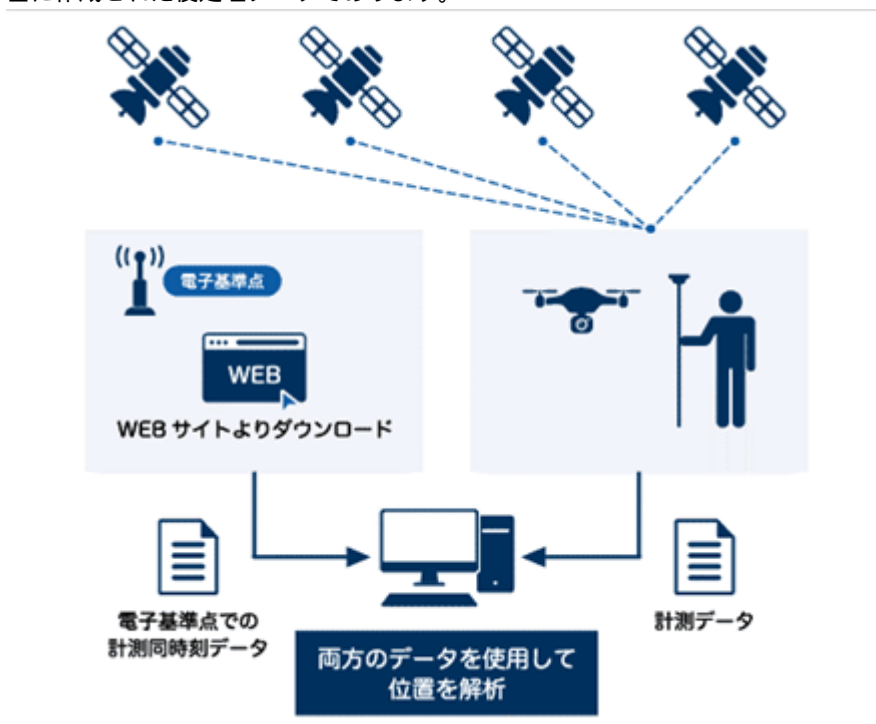 電子基準点
WEB
WEB サイトよりダウンロード
電子基準点での
計測同時刻データ
計測データ
両方のデータを使用して
位置を解析